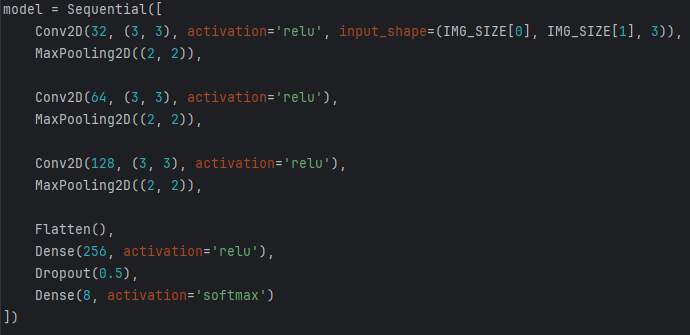 model = Sequential([
    Conv2D(32, (3, 3), activation='relu', input_shape=(IMG_SIZE[0], IMG_SIZE[1], 3)),
    MaxPooling2D((2, 2)),

    Conv2D(64, (3, 3), activation='relu'),
    MaxPooling2D((2, 2)),

    Conv2D(128, (3, 3), activation='relu'),
    MaxPooling2D((2, 2)),

    Flatten(),
    Dense(256, activation='relu'),
    Dropout(0.5),
    Dense(8, activation='softmax')
])